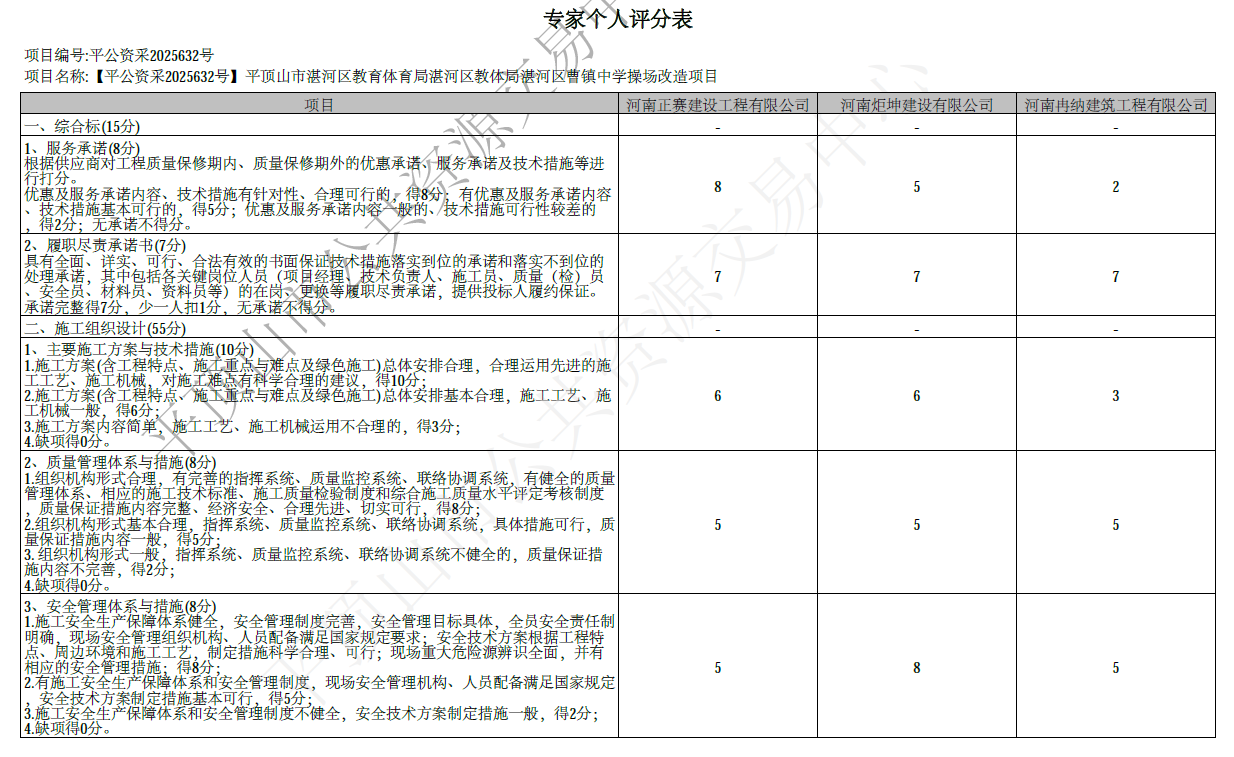 专家个人评分表
项目编号:平公资采2025632号
项目名称:【平公资采2025632号】平顶山市湛河区教育体育局湛河区教体局湛河区曹镇中学操场改造项目
项目 河南正赛建设工程有限公司 河南炬坤建设有限公司 河南冉纳建筑工程有限公司
一、综合标(15分) - - -
1、服务承诺(8分)
根据供应商对工程质量保修期内、质量保修期外的优惠承诺、服务承诺及技术措施等进
行打分。
优惠及服务承诺内容、技术措施有针对性、合理可行的，得8分；有优惠及服务承诺内容
、技术措施基本可行的，得5分；优惠及服务承诺内容一般的、技术措施可行性较差的
，得2分；无承诺不得分。
8 5 2
2、履职尽责承诺书(7分)
具有全面、详实、可行、合法有效的书面保证技术措施落实到位的承诺和落实不到位的
处理承诺，其中包括各关键岗位人员（项目经理、技术负责人、施工员、质量（检）员
、安全员、材料员、资料员等）的在岗、更换等履职尽责承诺，提供投标人履约保证。
承诺完整得7分，少一人扣1分，无承诺不得分。
7 7 7
二、施工组织设计(55分) - - -
1、主要施工方案与技术措施(10分)
1.施工方案(含工程特点、施工重点与难点及绿色施工)总体安排合理，合理运用先进的施
工工艺、施工机械，对施工难点有科学合理的建议，得10分；
2.施工方案(含工程特点、施工重点与难点及绿色施工)总体安排基本合理，施工工艺、施
工机械一般，得6分；
3.施工方案内容简单，施工工艺、施工机械运用不合理的，得3分；
4.缺项得0分。
6 6 3
2、质量管理体系与措施(8分)
1.组织机构形式合理，有完善的指挥系统、质量监控系统、联络协调系统，有健全的质量
管理体系、相应的施工技术标准、施工质量检验制度和综合施工质量水平评定考核制度
，质量保证措施内容完整、经济安全、合理先进、切实可行，得8分；
2.组织机构形式基本合理，指挥系统、质量监控系统、联络协调系统，具体措施可行，质
量保证措施内容一般，得5分；
3. 组织机构形式一般，指挥系统、质量监控系统、联络协调系统不健全的，质量保证措
施内容不完善，得2分；
4.缺项得0分。
5 5 5
3、安全管理体系与措施(8分)
1.施工安全生产保障体系健全，安全管理制度完善，安全管理目标具体，全员安全责任制
明确，现场安全管理组织机构、人员配备满足国家规定要求；安全技术方案根据工程特
点、周边环境和施工工艺，制定措施科学合理、可行；现场重大危险源辨识全面，并有
相应的安全管理措施；得8分；
2.有施工安全生产保障体系和安全管理制度，现场安全管理机构、人员配备满足国家规定
，安全技术方案制定措施基本可行，得5分；
3.施工安全生产保障体系和安全管理制度不健全，安全技术方案制定措施一般，得2分；
4.缺项得0分。
5 8 5
平顶山市公共资源交易中
平顶山市公共资源交易中心